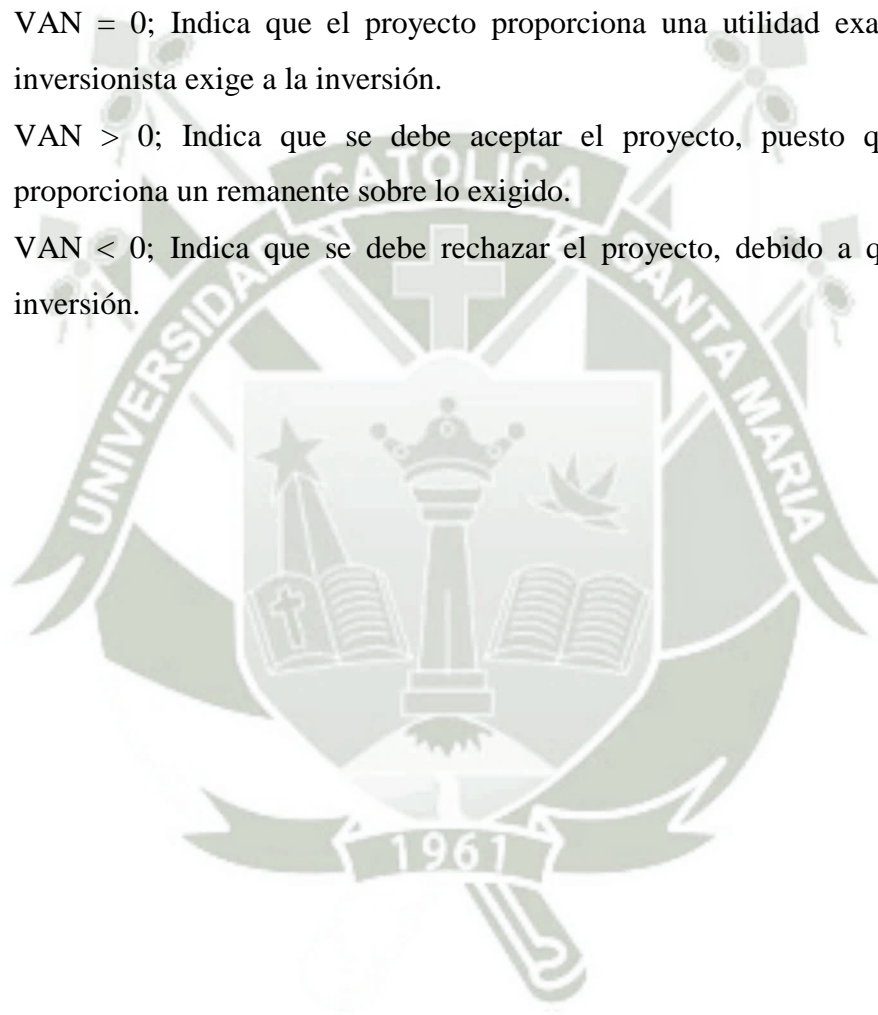 VAN = 0; Indica que el proyecto proporciona una utilidad exa
inversionista exige a la inversión.
VAN > 0; Indica que se debe aceptar el proyecto, puesto q
proporciona un remanente sobre lo exigido.
VAN < 0; Indica que se debe rechazar el proyecto, debido a q
inversión.
UNIVERSIDAD CATOLICA SANTA MARIA
1961